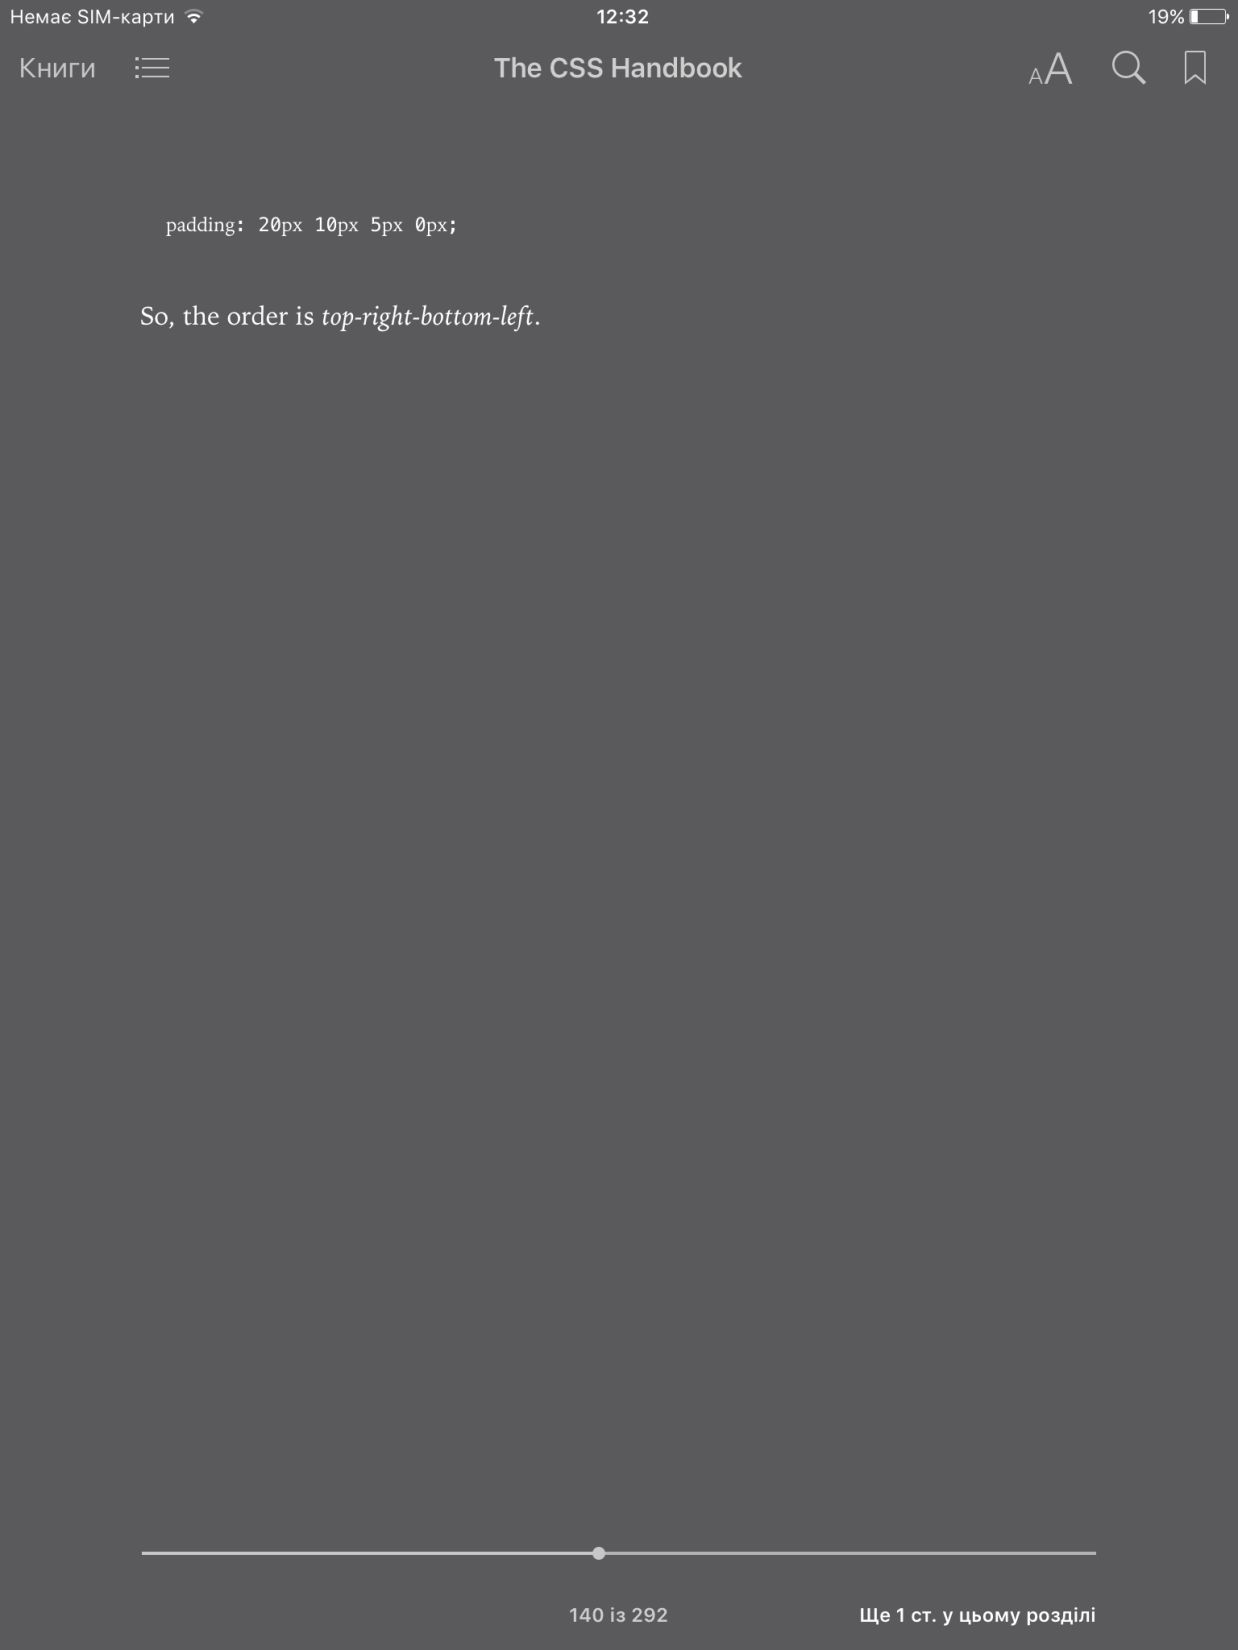 Немає SIM-карти 12:32 19%
Книги The CSS Handbook AA
padding: 20px 10px 5px 0px;
So, the order is top-right-bottom-left.
140 із 292 Ще 1 ст. у цьому розділі